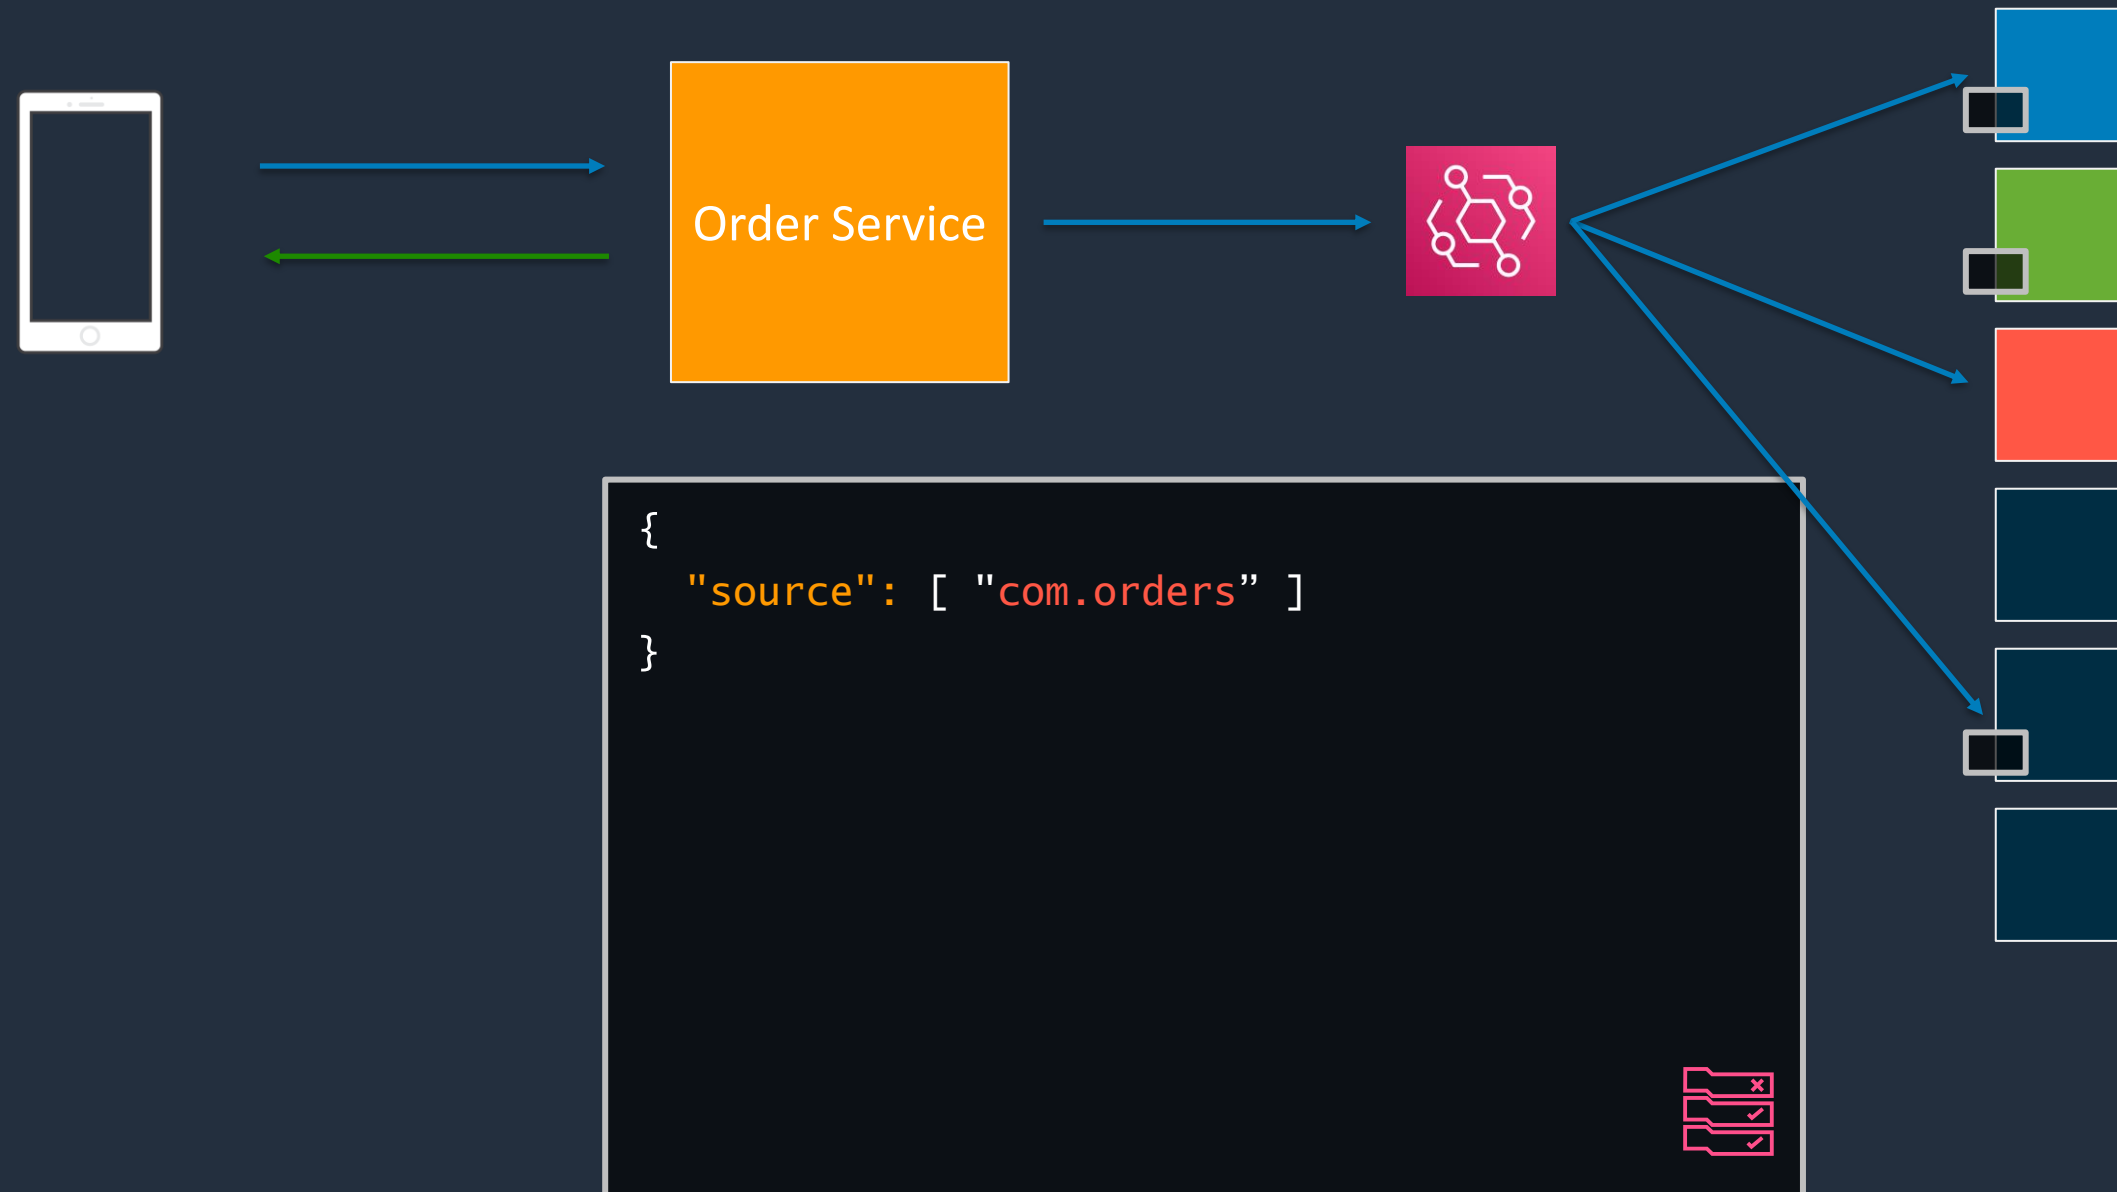 Order Service
{
"source": [ "com.orders” ]
}